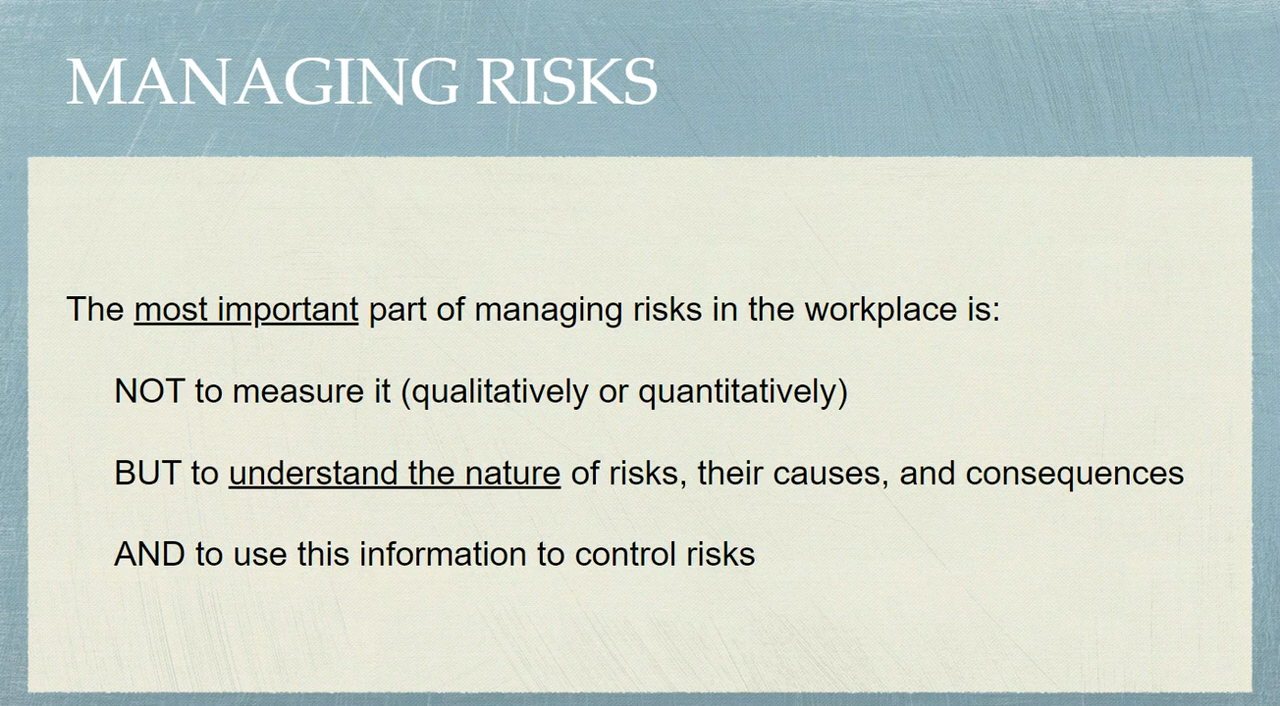 MANAGING RISKS
The most important part of managing risks in the workplace is:
NOT to measure it (qualitatively or quantitatively)
BUT to understand the nature of risks, their causes, and consequences
AND to use this information to control risks